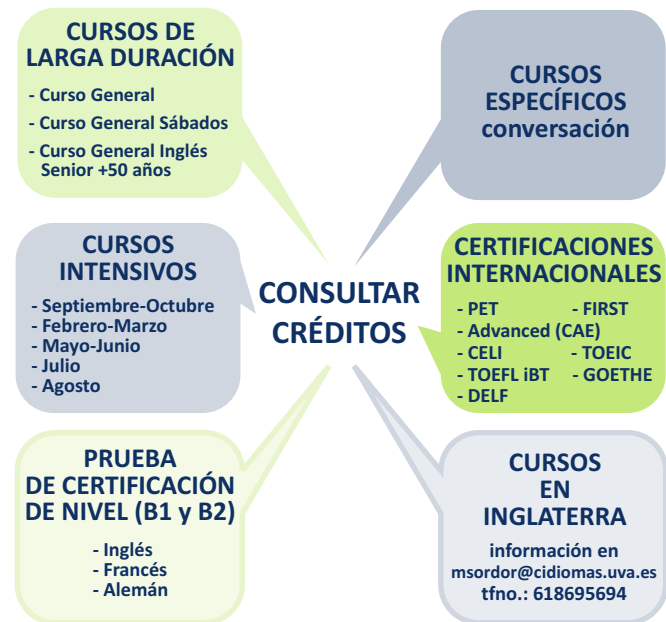 CURSOS DE
LARGA DURACIÓN
- Curso General
- Curso General Sábados
- Curso General Inglés
Senior +50 años
CURSOS
ESPECÍFICOS
conversación
CURSOS
INTENSIVOS
- Septiembre-Octubre
- Febrero-Marzo
- Mayo-Junio
- Julio
- Agosto
CONSULTAR
CRÉDITOS
CERTIFICACIONES
INTERNACIONALES
- PET - FIRST
- Advanced (CAE)
- CELI - TOEIC
- TOEFL iBT - GOETHE
- DELF
PRUEBA
DE CERTIFICACIÓN
DE NIVEL (B1 y B2)
- Inglés
- Francés
- Alemán
CURSOS
EN
INGLATERRA
información en
msordor@cidiomas.uva.es
tfno.: 618695694